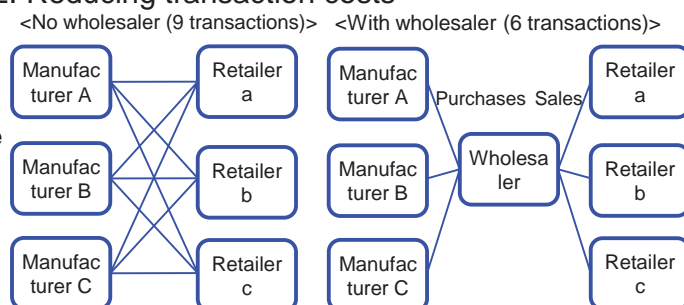 Reducing transaction costs
<No wholesaler (9 transactions)>
<With wholesaler (6 transactions)>
Manufac
turer A
Retailer
a
Manufac
turer B
Retailer
b
Manufac
turer C
Retailer
c
Manufac
turer A
Purchases Sales
Retailer
a
Manufac
turer B
Wholesa
ler
Retailer
b
Manufac
turer C
Retailer
c